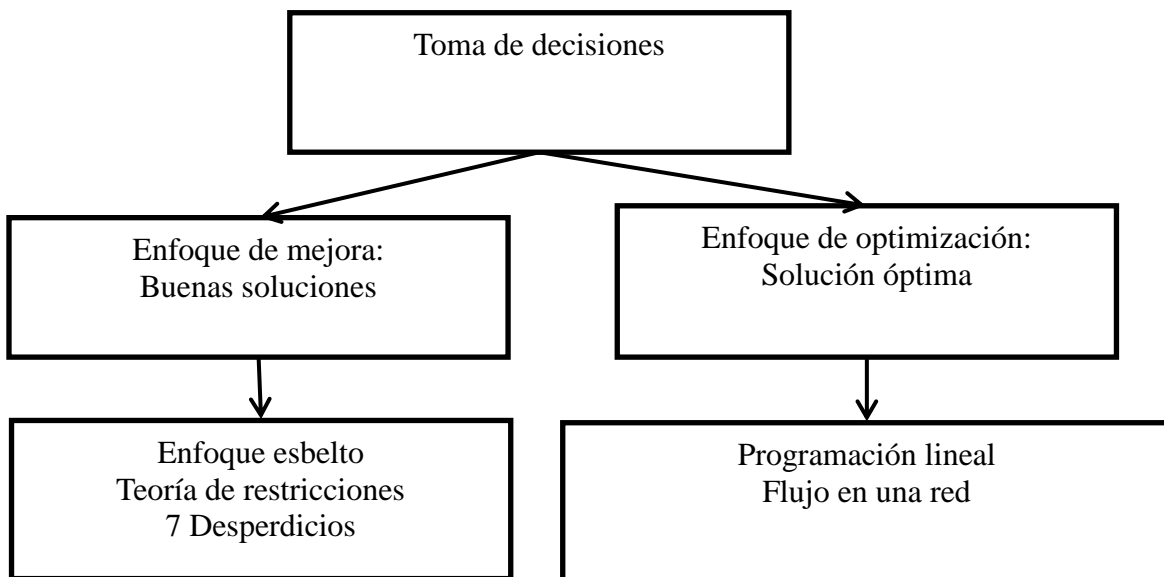 Toma de decisiones
Enfoque de mejora:
Buenas soluciones
Enfoque de optimización:
Solución óptima
Enfoque esbelto
Teoría de restricciones
7 Desperdicios
Programación lineal
Flujo en una red